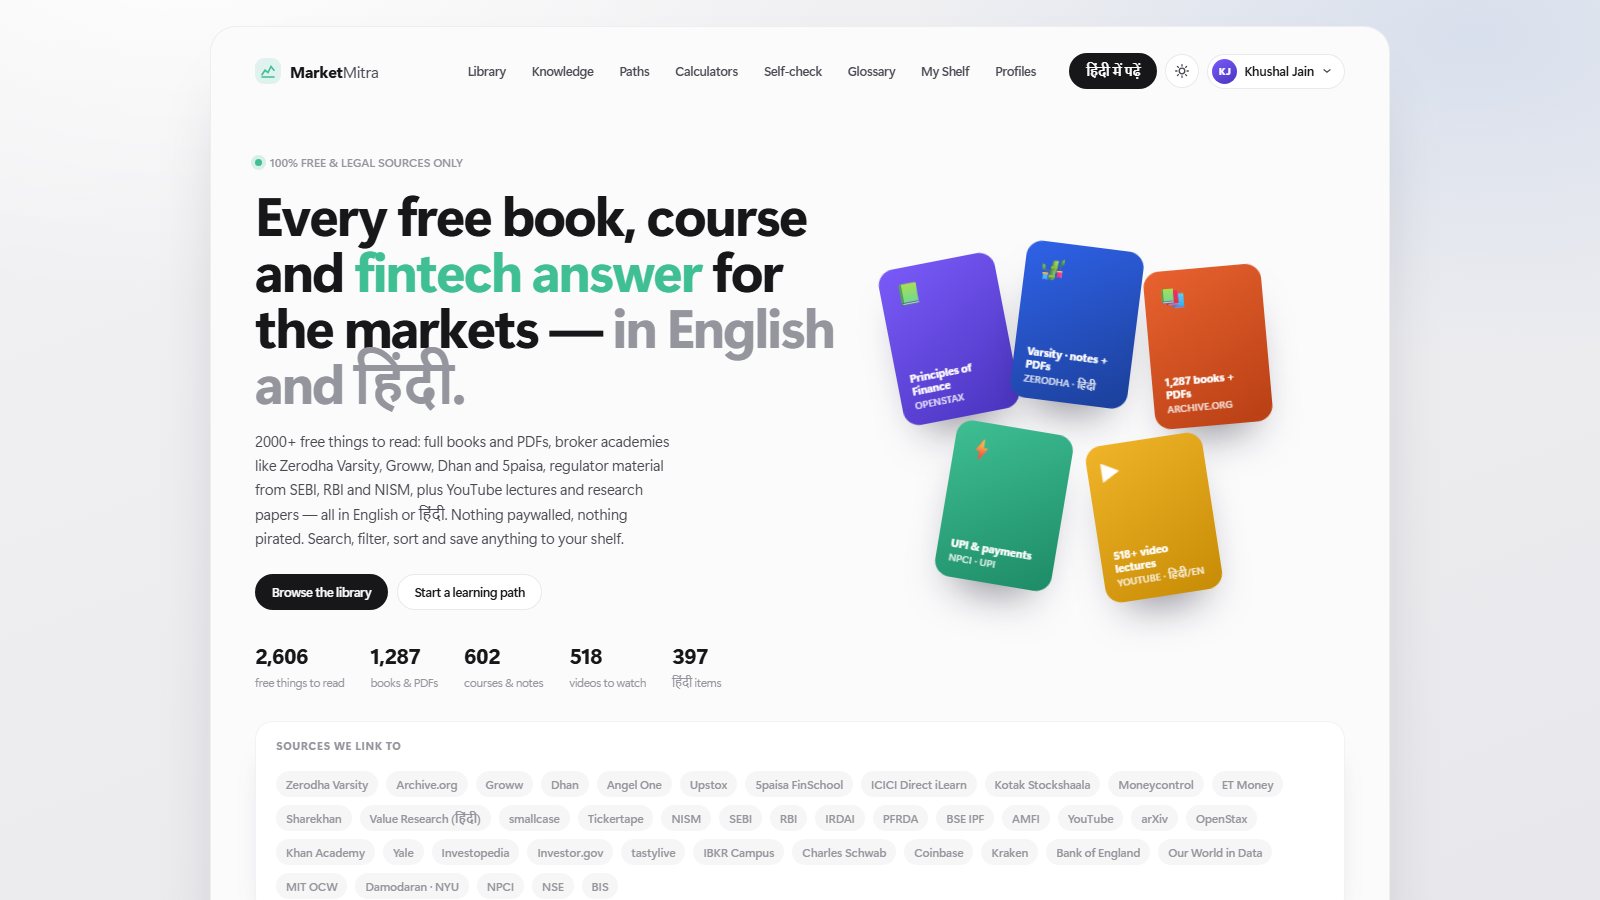 MarketMitra
Library Knowledge Paths Calculators Self-check Glossary My Shelf Profiles
हिंदी में पढ़ें
KJ Khushal Jain
100% FREE & LEGAL SOURCES ONLY
Every free book, course
and fintech answer for
the markets — in English
and हिंदी.
2000+ free things to read: full books and PDFs, broker academies
like Zerodha Varsity, Groww, Dhan and 5paisa, regulator material
from SEBI, RBI and NISM, plus YouTube lectures and research
papers — all in English or हिंदी. Nothing paywalled, nothing
pirated. Search, filter, sort and save anything to your shelf.
Browse the library
Start a learning path
2,606 1,287 602 518 397
free things to read books & PDFs courses & notes videos to watch हिंदी items
Principles of
Finance
OPENSTAX
Varsity · notes +
PDFs
ZERODHA · हिंदी
1,287 books +
PDFs
ARCHIVE.ORG
UPI & payments
NPCI · UPI
518+ video
lectures
YOUTUBE · हिंदी/EN
SOURCES WE LINK TO
Zerodha Varsity Archive.org Groww Dhan Angel One Upstox 5paisa FinSchool ICICI Direct iLearn Kotak Stockshaala Moneycontrol ET Money
Sharekhan Value Research (हिंदी) smallcase Tickertape NISM SEBI RBI IRDAI PFRDA BSE IPF AMFI YouTube arXiv OpenStax
Khan Academy Yale Investopedia Investor.gov tastylive IBKR Campus Charles Schwab Coinbase Kraken Bank of England Our World in Data
MIT OCW Damodaran · NYU NPCI NSE BIS